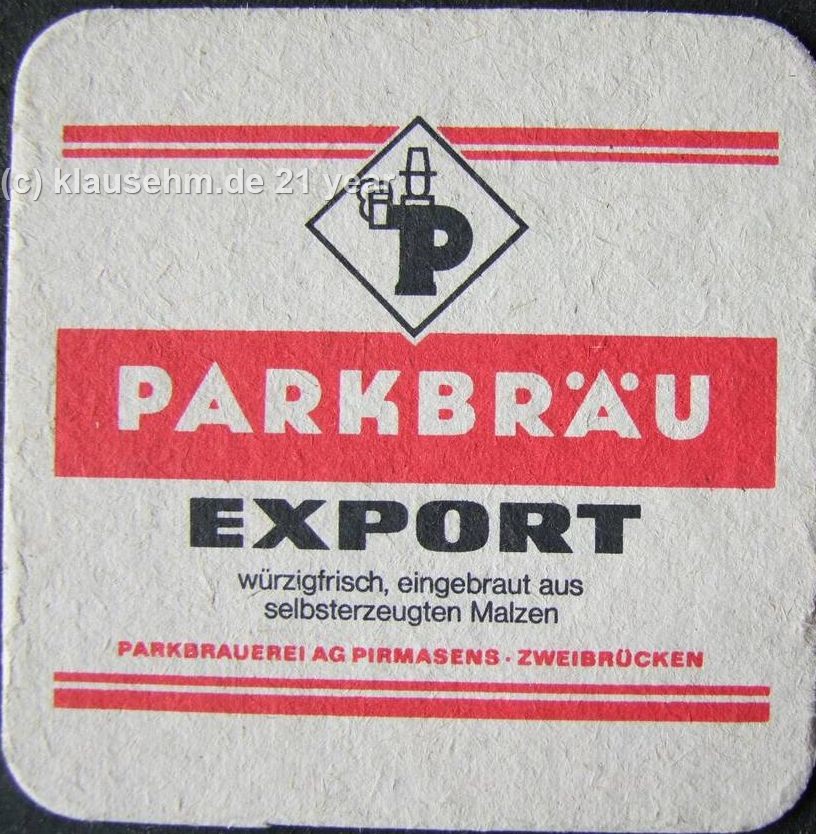 (c) klausehm.de 21 year
P
PARKBRÄU
EXPORT
würzigfrisch, eingebraut aus
selbsterzeugten Malzen
PARKBRAUEREI AG PIRMASENS · ZWEIBRÜCKEN